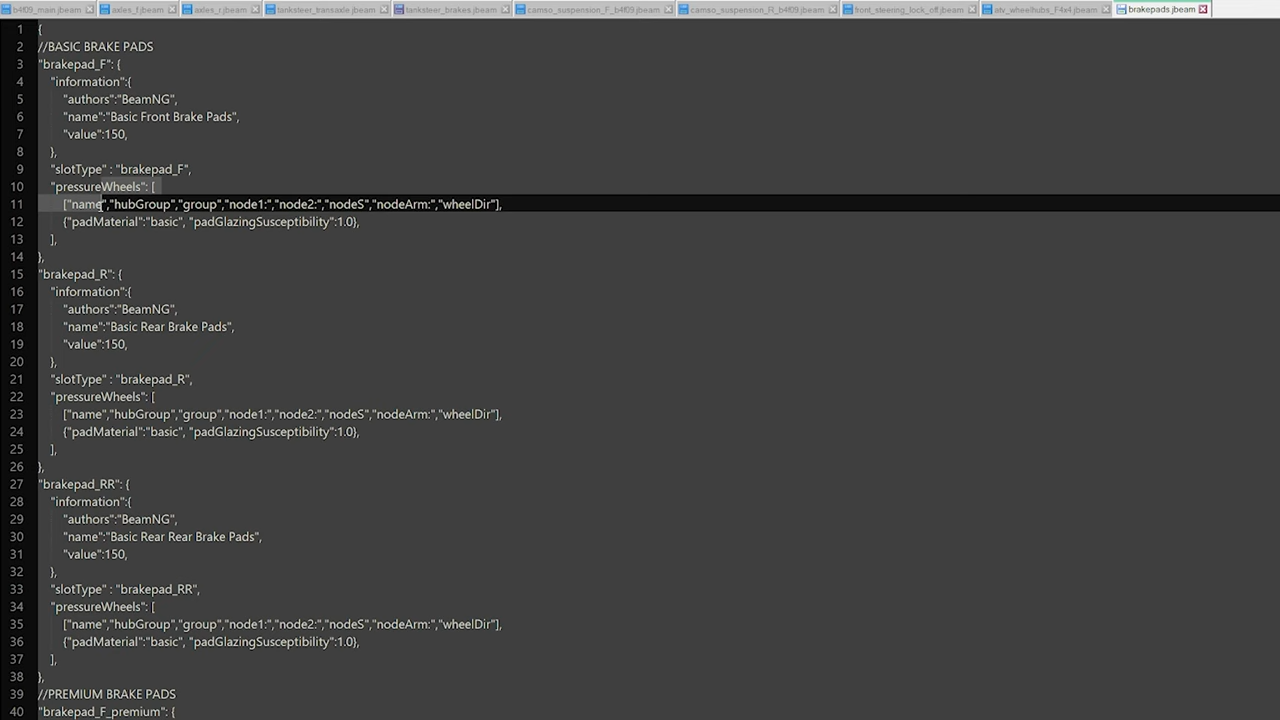 b4f09_main.jbeam axles_f.jbeam axles_r.jbeam tanksteer_transaxle.jbeam tanksteer_brakes.jbeam camso_suspension_F_b4f09.jbeam camso_suspension_R_b4f09.jbeam front_steering_lock_off.jbeam atv_wheelhubs_F4x4.jbeam brakepads.jbeam
1 {
2 //BASIC BRAKE PADS
3 "brakepad_F": {
4 "information":{
5 "authors":"BeamNG",
6 "name":"Basic Front Brake Pads",
7 "value":150,
8 },
9 "slotType" : "brakepad_F",
10 "pressureWheels": [
11 ["name","hubGroup","group","node1:","node2:","nodeS","nodeArm:","wheelDir"],
12 {"padMaterial":"basic", "padGlazingSusceptibility":1.0},
13 ],
14 },
15 "brakepad_R": {
16 "information":{
17 "authors":"BeamNG",
18 "name":"Basic Rear Brake Pads",
19 "value":150,
20 },
21 "slotType" : "brakepad_R",
22 "pressureWheels": [
23 ["name","hubGroup","group","node1:","node2:","nodeS","nodeArm:","wheelDir"],
24 {"padMaterial":"basic", "padGlazingSusceptibility":1.0},
25 ],
26 },
27 "brakepad_RR": {
28 "information":{
29 "authors":"BeamNG",
30 "name":"Basic Rear Rear Brake Pads",
31 "value":150,
32 },
33 "slotType" : "brakepad_RR",
34 "pressureWheels": [
35 ["name","hubGroup","group","node1:","node2:","nodeS","nodeArm:","wheelDir"],
36 {"padMaterial":"basic", "padGlazingSusceptibility":1.0},
37 ],
38 },
39 //PREMIUM BRAKE PADS
40 "brakepad_F_premium": {